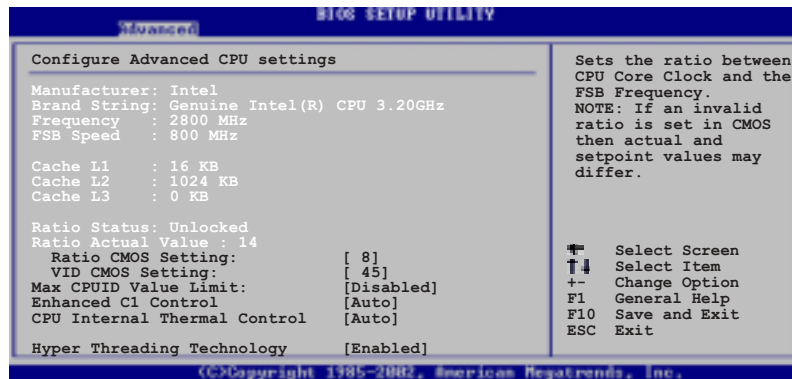 BIOS SETUP UTILITY
Advanced
Configure Advanced CPU settings
Manufacturer: Intel
Brand String: Genuine Intel(R) CPU 3.20GHz
Frequency : 2800 MHz
FSB Speed : 800 MHz
Cache L1 : 16 KB
Cache L2 : 1024 KB
Cache L3 : 0 KB
Ratio Status: Unlocked
Ratio Actual Value : 14
Ratio CMOS Setting: [ 8]
VID CMOS Setting: [ 45]
Max CPUID Value Limit: [Disabled]
Enhanced C1 Control [Auto]
CPU Internal Thermal Control [Auto]
Hyper Threading Technology [Enabled]
Sets the ratio between
CPU Core Clock and the
FSB Frequency.
NOTE: If an invalid
ratio is set in CMOS
then actual and
setpoint values may
differ.
Select Screen
Select Item
+- Change Option
F1 General Help
F10 Save and Exit
ESC Exit
(C)Copyright 1985-2002, American Megatrends, Inc.